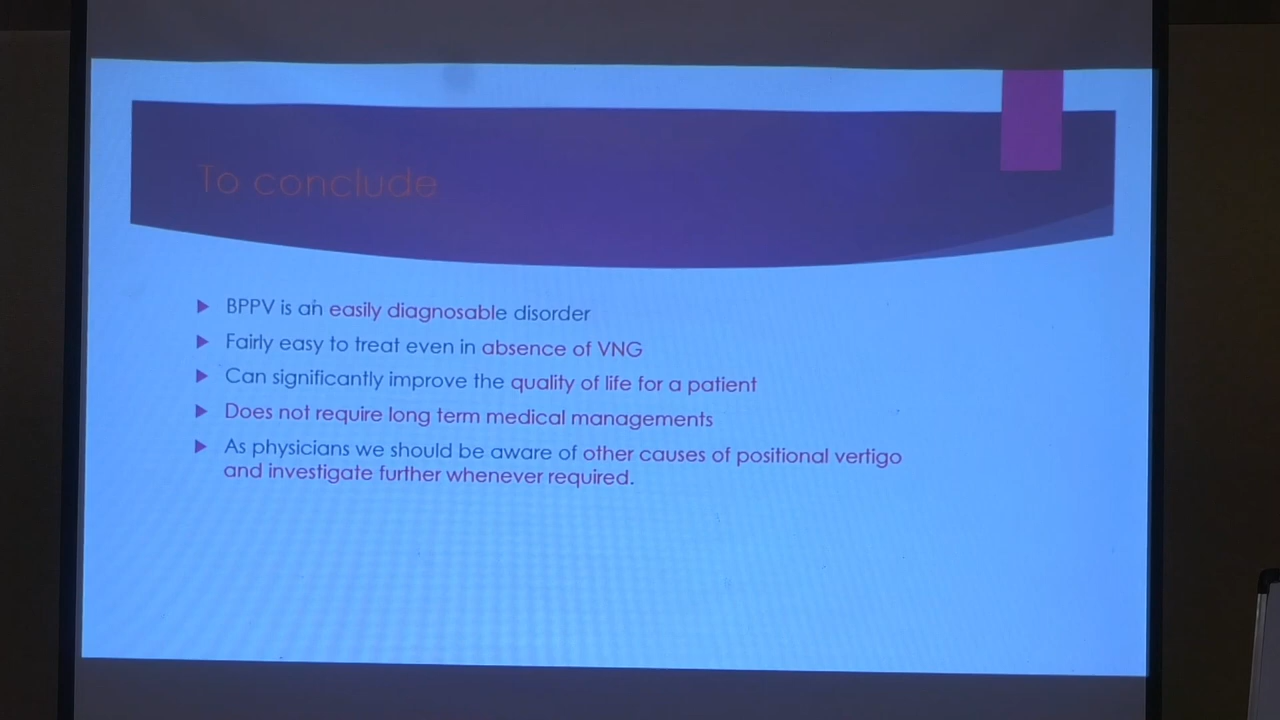 To conclude
BPPV is an easily diagnosable disorder
Fairly easy to treat even in absence of VNG
Can significantly improve the quality of life for a patient
Does not require long term medical managements
As physicians we should be aware of other causes of positional vertigo
and investigate further whenever required.